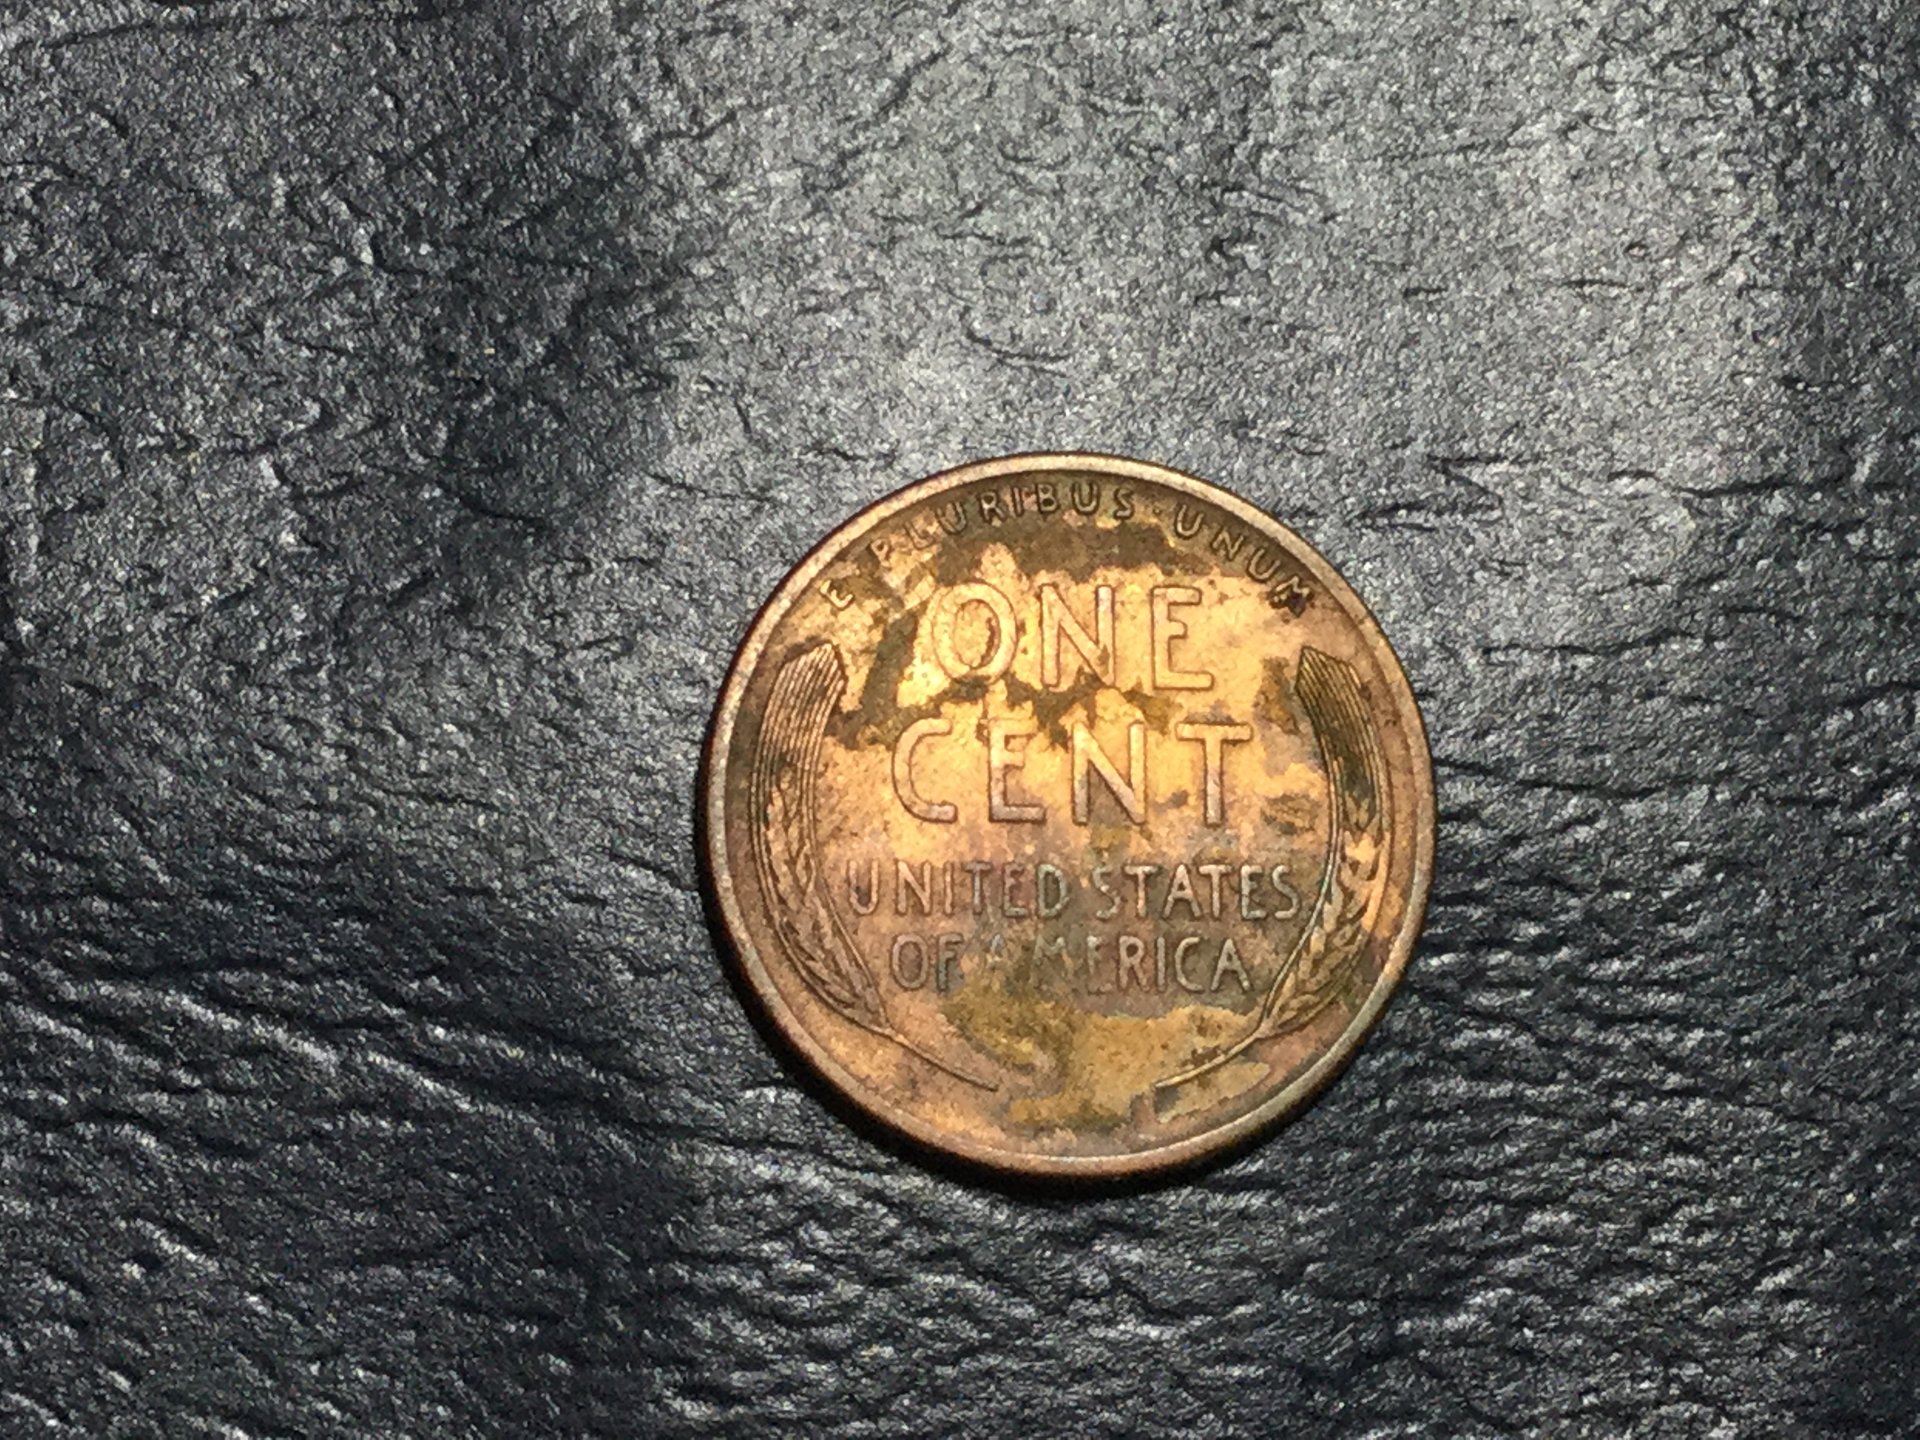 E PLURIBUS · UNUM
ONE
CENT
UNITED STATES
OF AMERICA